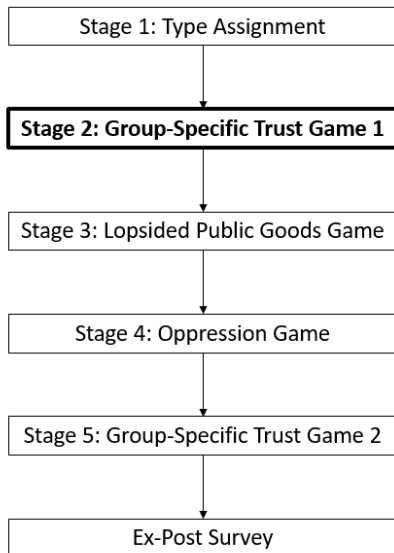 Stage 1: Type Assignment
Stage 2: Group-Specific Trust Game 1
Stage 3: Lopsided Public Goods Game
Stage 4: Oppression Game
Stage 5: Group-Specific Trust Game 2
Ex-Post Survey